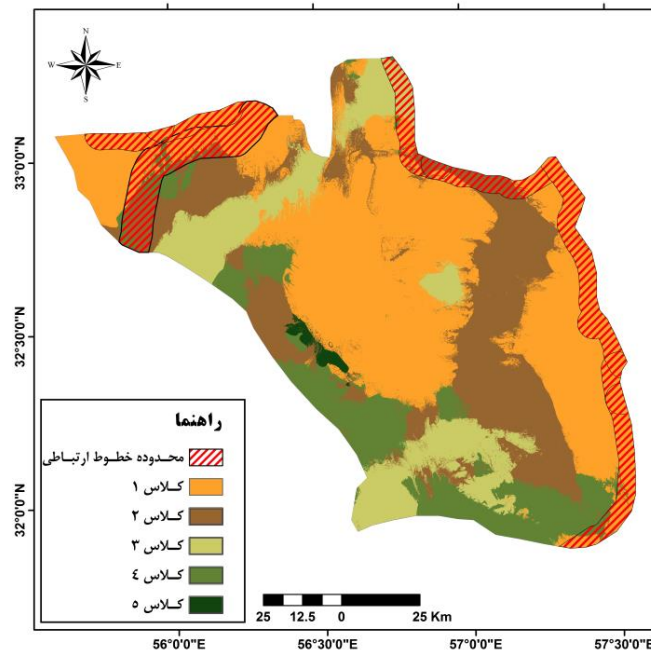 N
W E
S
33°0'0"N
32°30'0"N
32°0'0"N
راهنما
محدوده خطوط ارتباطی
کلاس ۱
کلاس ۲
کلاس ۳
کلاس ٤
کلاس ٥
25 12.5 0 25 Km
56°0'0"E 56°30'0"E 57°0'0"E 57°30'0"E